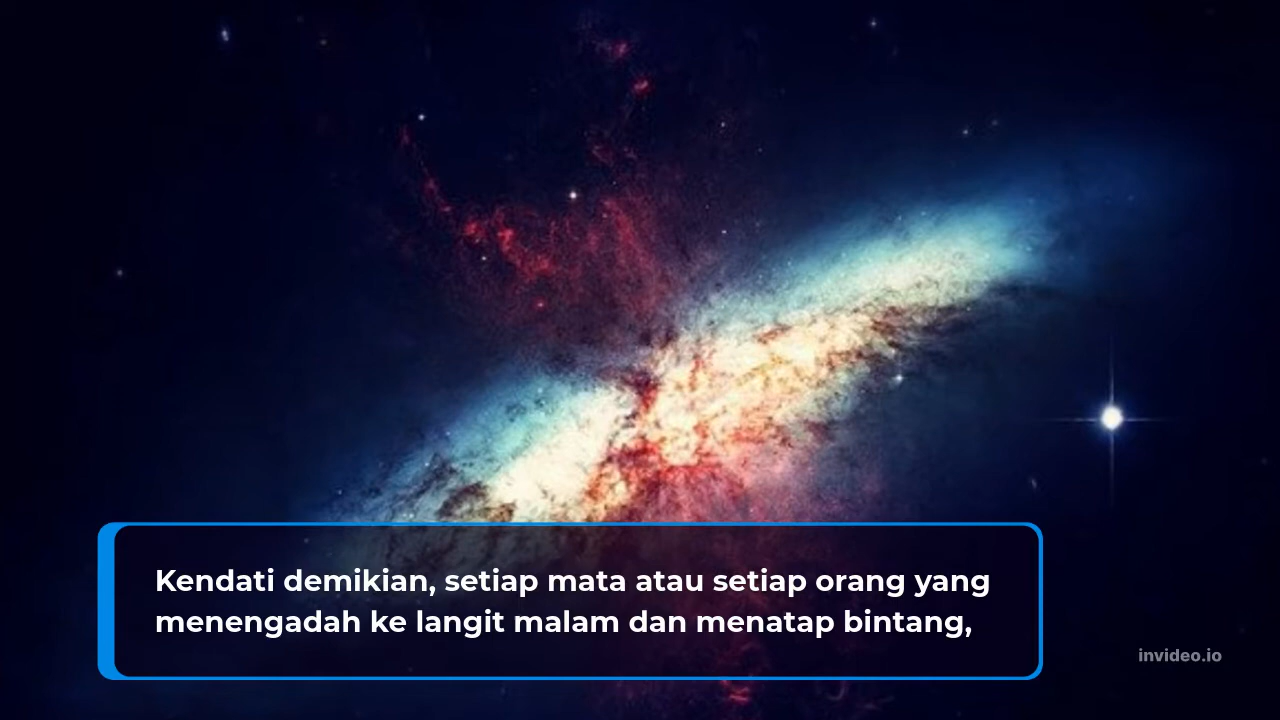 Kendati demikian, setiap mata atau setiap orang yang
menengadah ke langit malam dan menatap bintang,
invideo.io